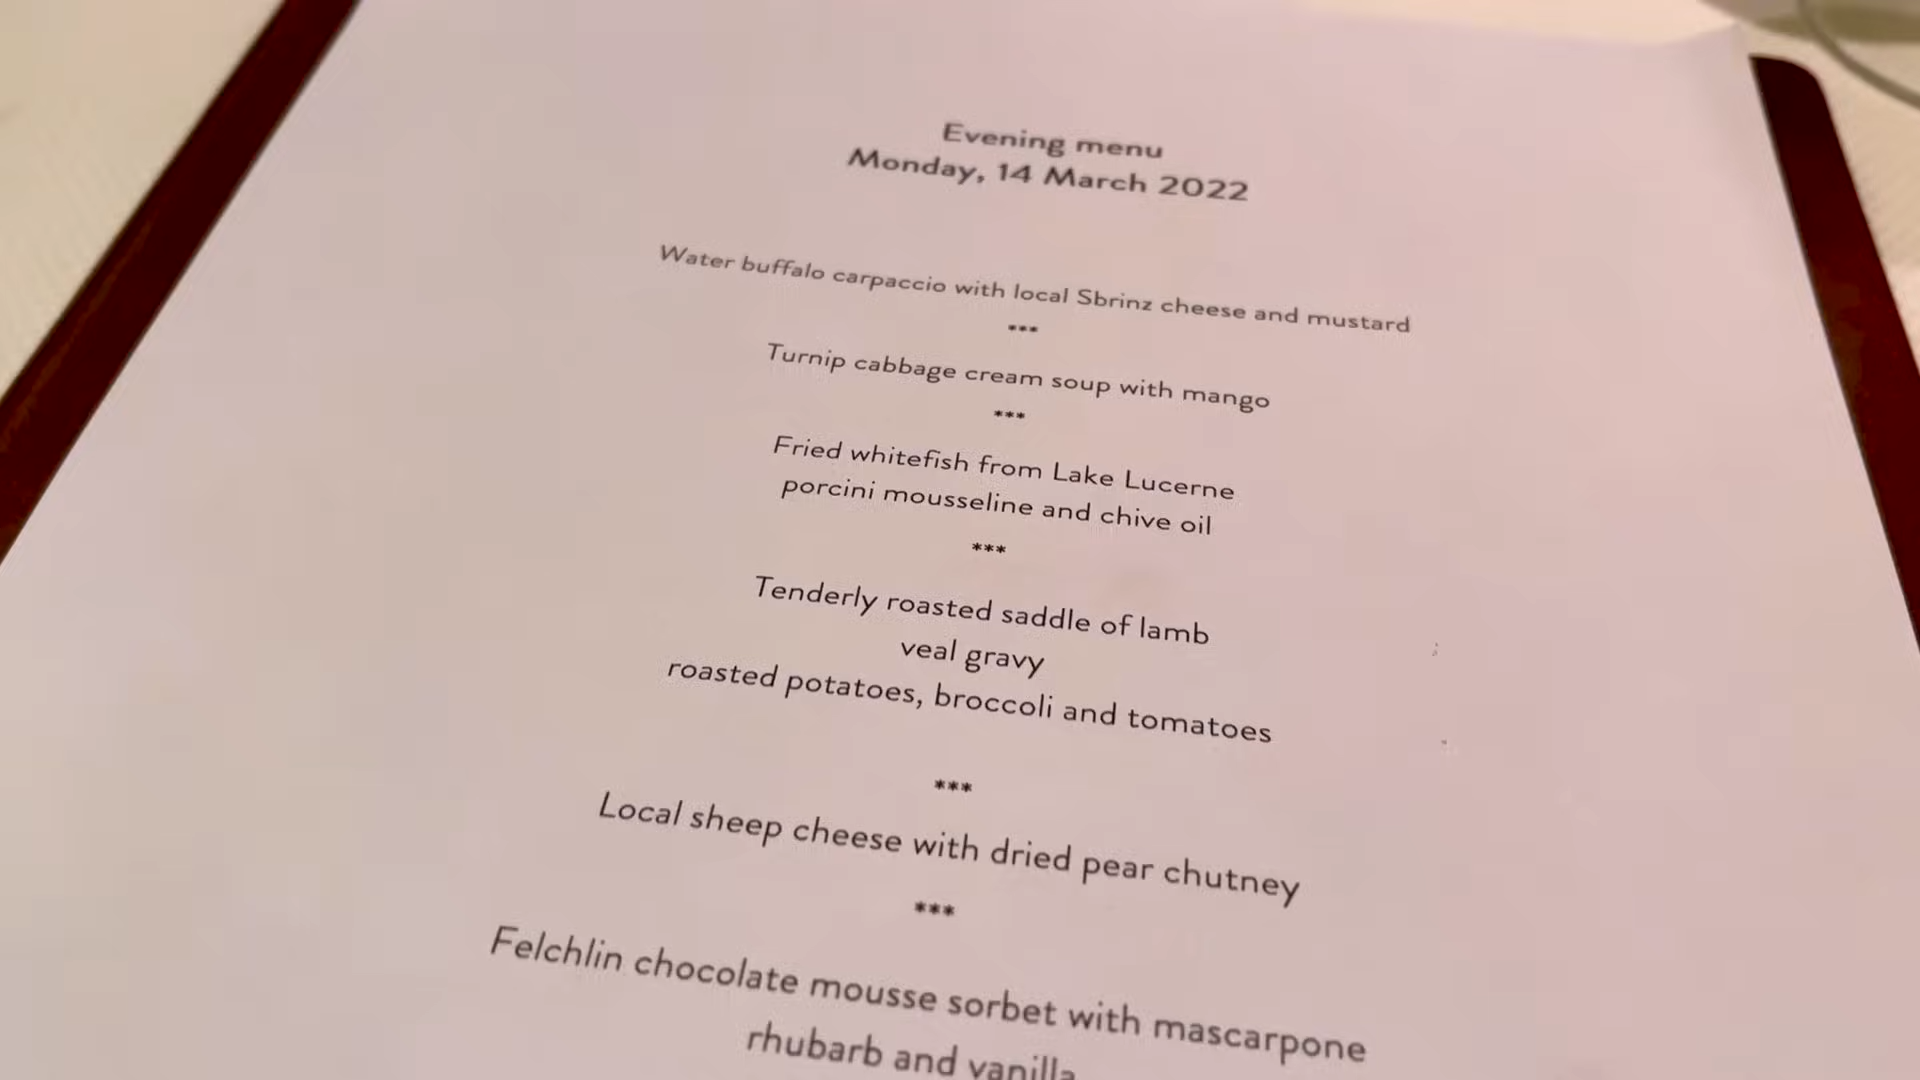 Evening menu
Monday, 14 March 2022
Water buffalo carpaccio with local Sbrinz cheese and mustard
***
Turnip cabbage cream soup with mango
***
Fried whitefish from Lake Lucerne
porcini mousseline and chive oil
***
Tenderly roasted saddle of lamb
veal gravy
roasted potatoes, broccoli and tomatoes
***
Local sheep cheese with dried pear chutney
***
Felchlin chocolate mousse sorbet with mascarpone
rhubarb and vanilla